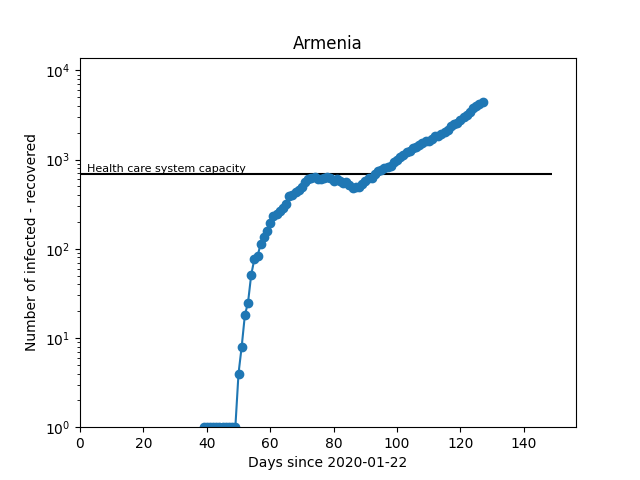 Armenia
10^4
10^3
10^2
10^1
10^0
Number of infected - recovered
Health care system capacity
0 20 40 60 80 100 120 140
Days since 2020-01-22